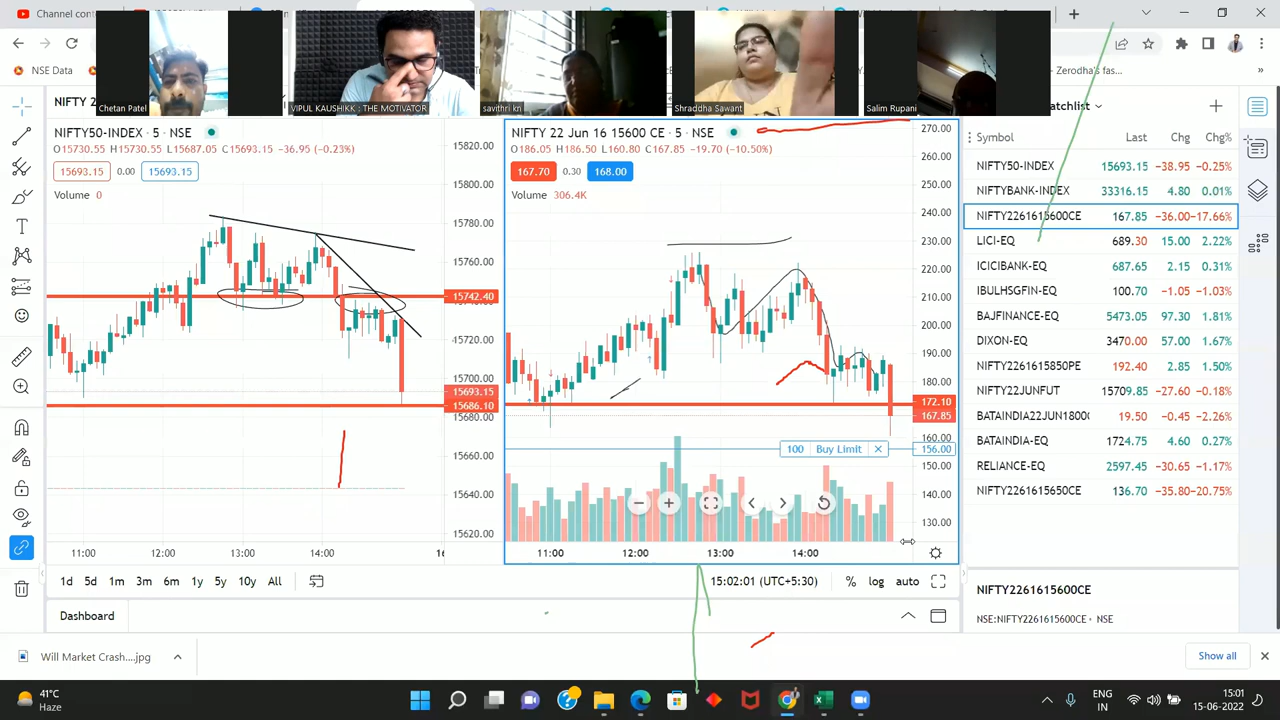 Channel content
NSE Data
Zerodha's fas...
Chetan Patel
VIPUL KAUSHIKK : THE MOTIVATOR
savithri kri
Shraddha Sawant
Salim Rupani
NIFTY50-INDEX · 5 · NSE
O15730.55 H15730.55 L15687.05 C15693.15 −36.95 (−0.23%)
15693.15 0.00 15693.15
Volume 0
15820.00
15800.00
15780.00
15760.00
15742.40
15720.00
15700.00
15693.15
15686.10
15680.00
15660.00
15640.00
15620.00
11:00 12:00 13:00 14:00
NIFTY 22 Jun 16 15600 CE · 5 · NSE
O186.05 H186.50 L160.80 C167.85 −19.70 (−10.50%)
167.70 0.30 168.00
Volume 306.4K
270.00
260.00
250.00
240.00
230.00
220.00
210.00
200.00
190.00
180.00
172.10
167.85
160.00
100 Buy Limit
156.00
150.00
140.00
130.00
11:00 12:00 13:00 14:00
Symbol Last Chg Chg%
NIFTY50-INDEX 15693.15 −38.95 −0.25%
NIFTYBANK-INDEX 33316.15 4.80 0.01%
NIFTY2261615600CE 167.85 −36.00 −17.66%
LICI-EQ 689.30 15.00 2.22%
ICICIBANK-EQ 687.65 2.15 0.31%
IBULHSGFIN-EQ 100.70 −1.05 −1.03%
BAJFINANCE-EQ 5473.05 97.30 1.81%
DIXON-EQ 3470.00 57.00 1.67%
NIFTY2261615850PE 192.40 2.85 1.50%
NIFTY22JUNFUT 15709.85 −27.60 −0.18%
BATAINDIA22JUN1800 19.50 −0.45 −2.26%
BATAINDIA-EQ 1724.75 4.60 0.27%
RELIANCE-EQ 2597.45 −30.65 −1.17%
NIFTY2261615650CE 136.70 −35.80 −20.75%
1d 5d 1m 3m 6m 1y 5y 10y All
15:02:01 (UTC+5:30) % log auto
NIFTY2261615600CE
NSE:NIFTY2261615600CE · NSE
Dashboard
Will Market Crash....jpg
Show all
41°C
Haze
ENG
IN
15:01
15-06-2022